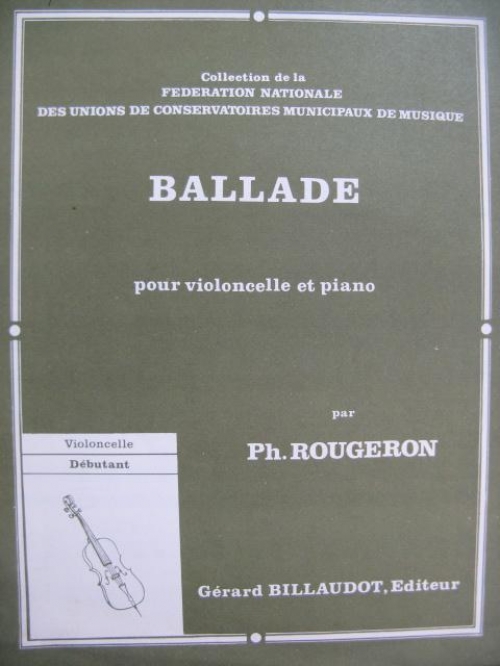 Collection de la
FEDERATION NATIONALE
DES UNIONS DE CONSERVATOIRES MUNICIPAUX DE MUSIQUE
BALLADE
pour violoncelle et piano
par
Ph. ROUGERON
Violoncelle
Débutant
Gérard BILLAUDOT, Editeur